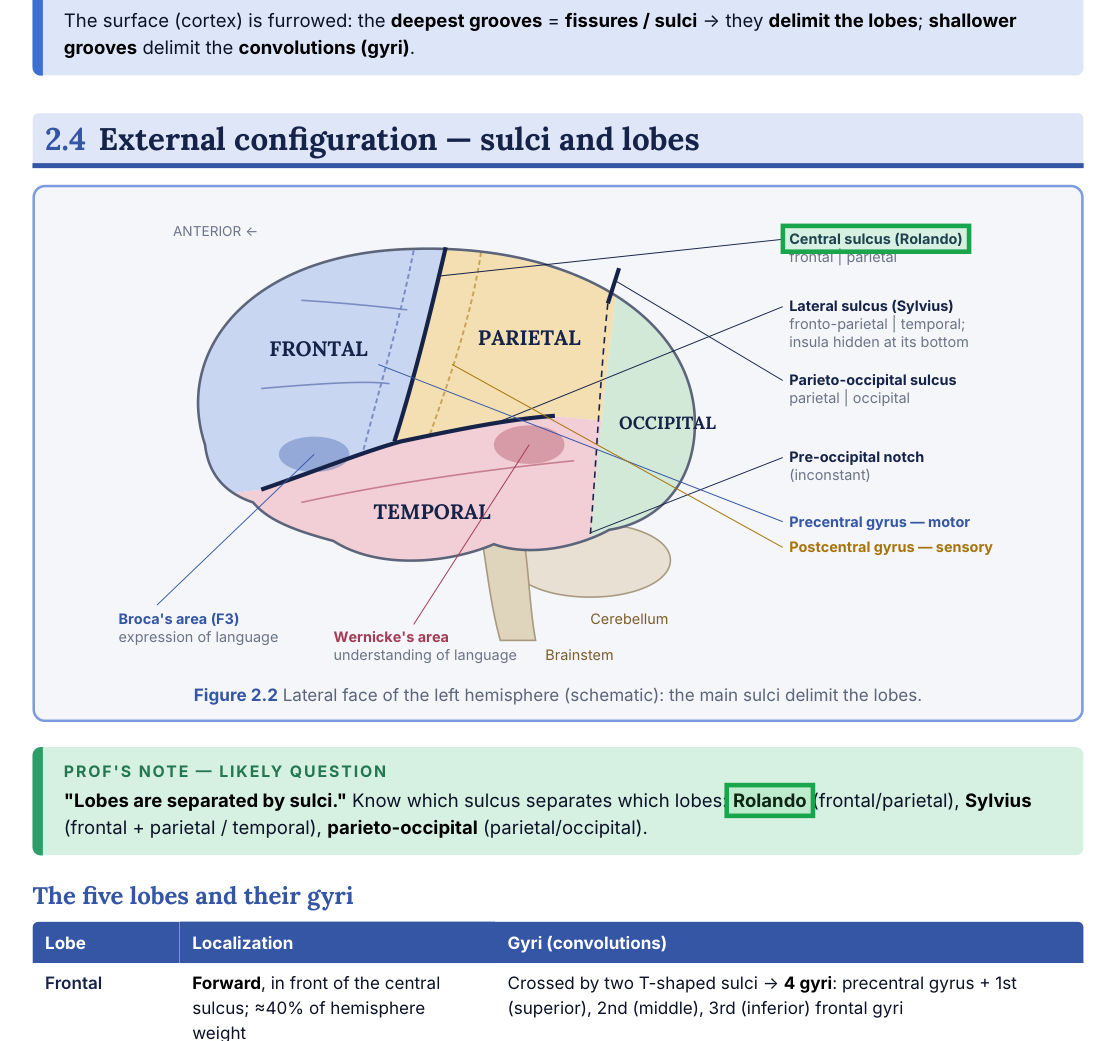 The surface (cortex) is furrowed: the deepest grooves = fissures / sulci → they delimit the lobes; shallower
grooves delimit the convolutions (gyri).
2.4 External configuration — sulci and lobes
ANTERIOR ←
Central sulcus (Rolando)
frontal | parietal
Lateral sulcus (Sylvius)
fronto-parietal | temporal;
insula hidden at its bottom
Parieto-occipital sulcus
parietal | occipital
Pre-occipital notch
(inconstant)
Precentral gyrus — motor
Postcentral gyrus — sensory
FRONTAL
PARIETAL
OCCIPITAL
TEMPORAL
Broca's area (F3)
expression of language
Wernicke's area
understanding of language
Cerebellum
Brainstem
Figure 2.2 Lateral face of the left hemisphere (schematic): the main sulci delimit the lobes.
PROF'S NOTE — LIKELY QUESTION
"Lobes are separated by sulci." Know which sulcus separates which lobes: Rolando (frontal/parietal), Sylvius
(frontal + parietal / temporal), parieto-occipital (parietal/occipital).
The five lobes and their gyri
Lobe Localization Gyri (convolutions)
Frontal Forward, in front of the central Crossed by two T-shaped sulci → 4 gyri: precentral gyrus + 1st
sulcus; ≈40% of hemisphere (superior), 2nd (middle), 3rd (inferior) frontal gyri
weight